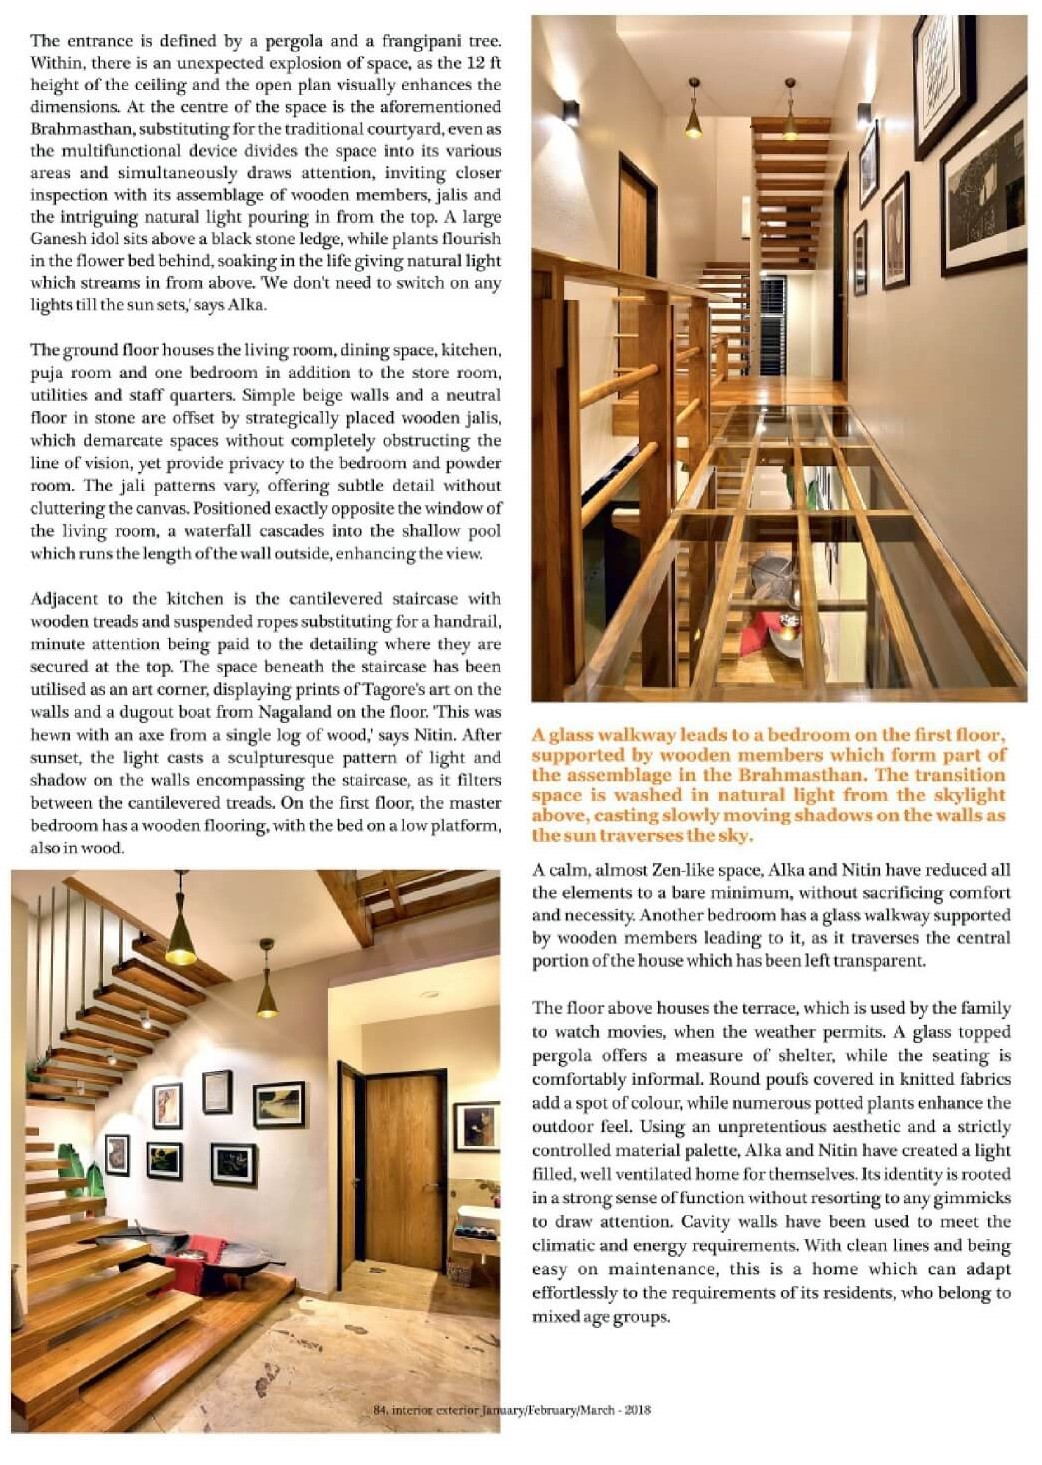 The entrance is defined by a pergola and a frangipani tree.
Within, there is an unexpected explosion of space, as the 12 ft
height of the ceiling and the open plan visually enhances the
dimensions. At the centre of the space is the aforementioned
Brahmasthan, substituting for the traditional courtyard, even as
the multifunctional device divides the space into its various
areas and simultaneously draws attention, inviting closer
inspection with its assemblage of wooden members, jalis and
the intriguing natural light pouring in from the top. A large
Ganesh idol sits above a black stone ledge, while plants flourish
in the flower bed behind, soaking in the life giving natural light
which streams in from above. 'We don't need to switch on any
lights till the sun sets,' says Alka.
The ground floor houses the living room, dining space, kitchen,
puja room and one bedroom in addition to the store room,
utilities and staff quarters. Simple beige walls and a neutral
floor in stone are offset by strategically placed wooden jalis,
which demarcate spaces without completely obstructing the
line of vision, yet provide privacy to the bedroom and powder
room. The jali patterns vary, offering subtle detail without
cluttering the canvas. Positioned exactly opposite the window of
the living room, a waterfall cascades into the shallow pool
which runs the length of the wall outside, enhancing the view.
Adjacent to the kitchen is the cantilevered staircase with
wooden treads and suspended ropes substituting for a handrail,
minute attention being paid to the detailing where they are
secured at the top. The space beneath the staircase has been
utilised as an art corner, displaying prints of Tagore's art on the
walls and a dugout boat from Nagaland on the floor. 'This was
hewn with an axe from a single log of wood,' says Nitin. After
sunset, the light casts a sculpturesque pattern of light and
shadow on the walls encompassing the staircase, as it filters
between the cantilevered treads. On the first floor, the master
bedroom has a wooden flooring, with the bed on a low platform,
also in wood.
A glass walkway leads to a bedroom on the first floor,
supported by wooden members which form part of
the assemblage in the Brahmasthan. The transition
space is washed in natural light from the skylight
above, casting slowly moving shadows on the walls as
the sun traverses the sky.
A calm, almost Zen-like space, Alka and Nitin have reduced all
the elements to a bare minimum, without sacrificing comfort
and necessity. Another bedroom has a glass walkway supported
by wooden members leading to it, as it traverses the central
portion of the house which has been left transparent.
The floor above houses the terrace, which is used by the family
to watch movies, when the weather permits. A glass topped
pergola offers a measure of shelter, while the seating is
comfortably informal. Round poufs covered in knitted fabrics
add a spot of colour, while numerous potted plants enhance the
outdoor feel. Using an unpretentious aesthetic and a strictly
controlled material palette, Alka and Nitin have created a light
filled, well ventilated home for themselves. Its identity is rooted
in a strong sense of function without resorting to any gimmicks
to draw attention. Cavity walls have been used to meet the
climatic and energy requirements. With clean lines and being
easy on maintenance, this is a home which can adapt
effortlessly to the requirements of its residents, who belong to
mixed age groups.
84. interior exterior January/February/March - 2018